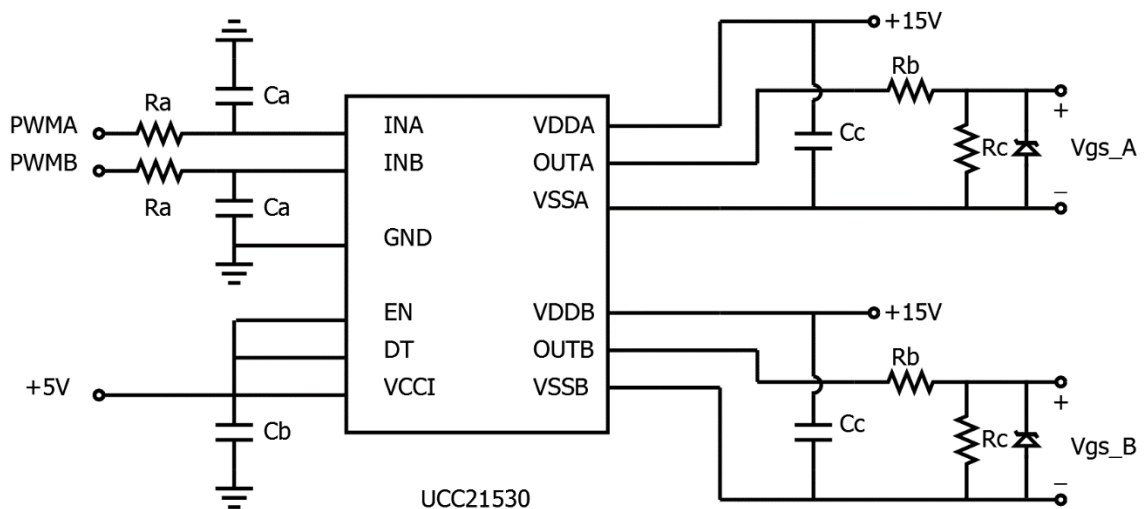 +15V
Rb
Ra
Ca
Cc
Rc
Vgs_A
+
−
PWMA
PWMB
Ra
Ca
INA
INB
GND
EN
DT
VCCI
VDDA
OUTA
VSSA
VDDB
OUTB
VSSB
+5V
Cb
+15V
Rb
Cc
Rc
Vgs_B
+
−
UCC21530